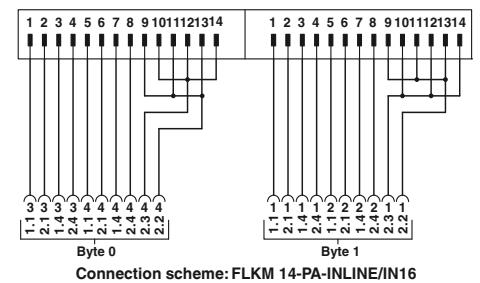 1 2 3 4 5 6 7 8 9 10 11 12 13 14 1 2 3 4 5 6 7 8 9 10 11 12 13 14
3 3 3 3 4 4 4 4 4 4 1 1 1 1 2 2 2 2 1 1
1.1 2.1 1.4 2.4 1.1 2.1 1.4 2.4 2.3 2.2 1.1 2.1 1.4 2.4 1.1 2.1 1.4 2.4 2.3 2.2
Byte 0 Byte 1
Connection scheme: FLKM 14-PA-INLINE/IN16